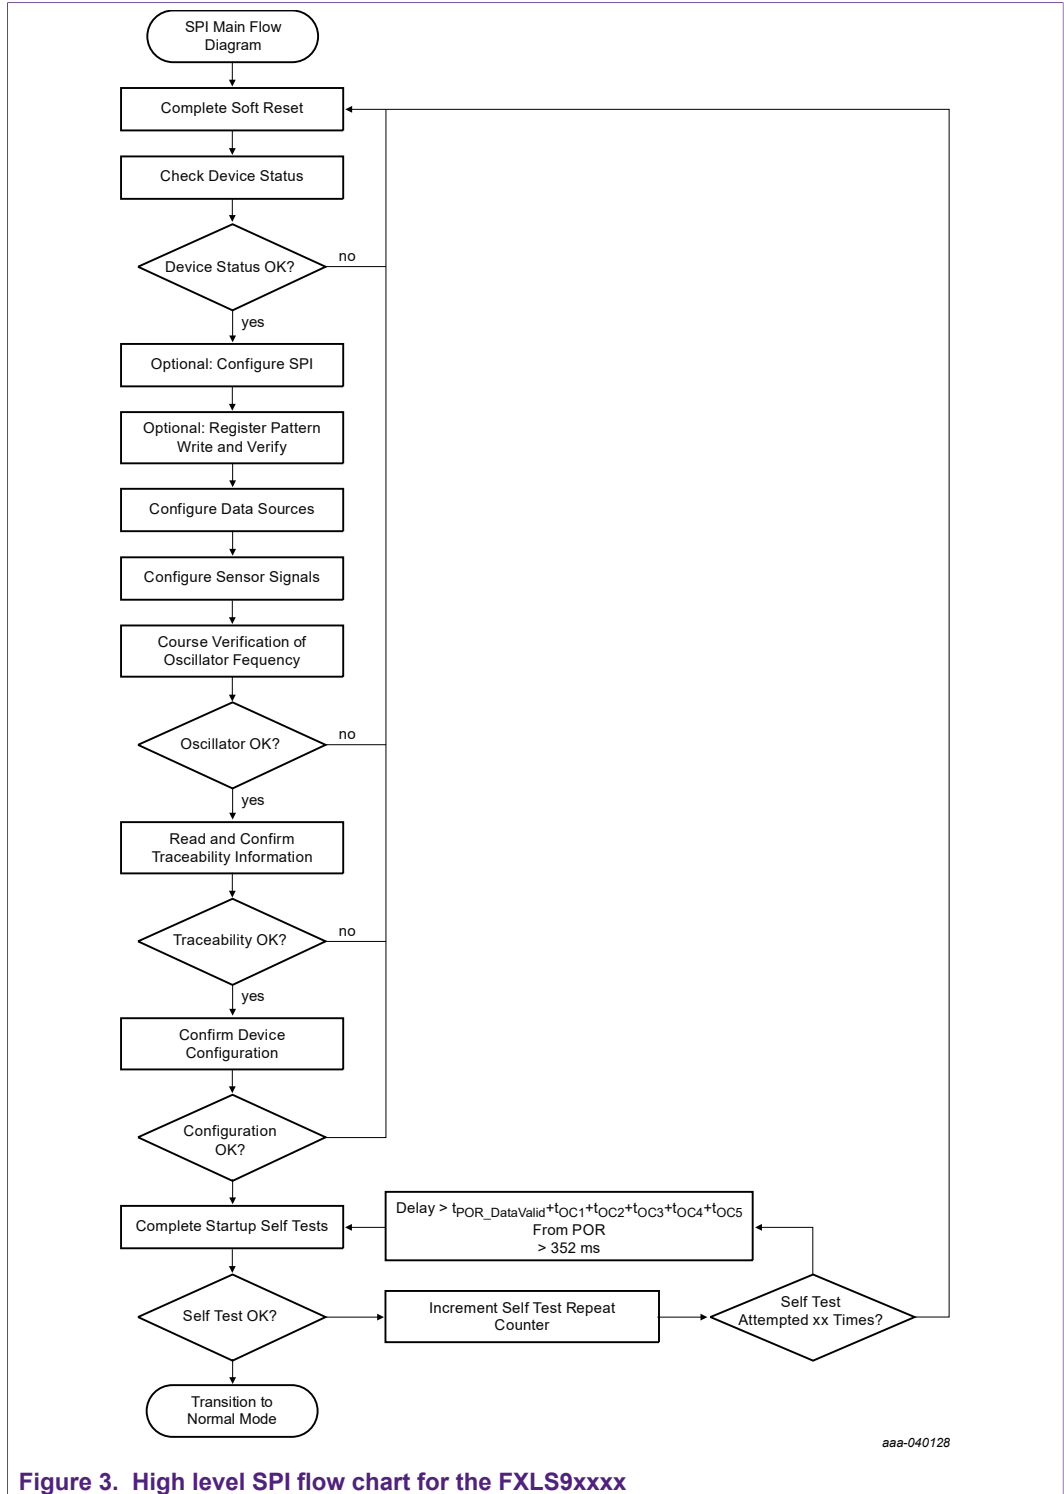 SPI Main Flow
Diagram
Complete Soft Reset
Check Device Status
Device Status OK?
no
yes
Optional: Configure SPI
Optional: Register Pattern
Write and Verify
Configure Data Sources
Configure Sensor Signals
Course Verification of
Oscillator Fequency
Oscillator OK?
no
yes
Read and Confirm
Traceability Information
Traceability OK?
no
yes
Confirm Device
Configuration
Configuration
OK?
Complete Startup Self Tests
Delay > tPOR_DataValid+tOC1+tOC2+tOC3+tOC4+tOC5
From POR
> 352 ms
Self Test OK?
Increment Self Test Repeat
Counter
Self Test
Attempted xx Times?
Transition to
Normal Mode
aaa-040128
Figure 3. High level SPI flow chart for the FXLS9xxxx